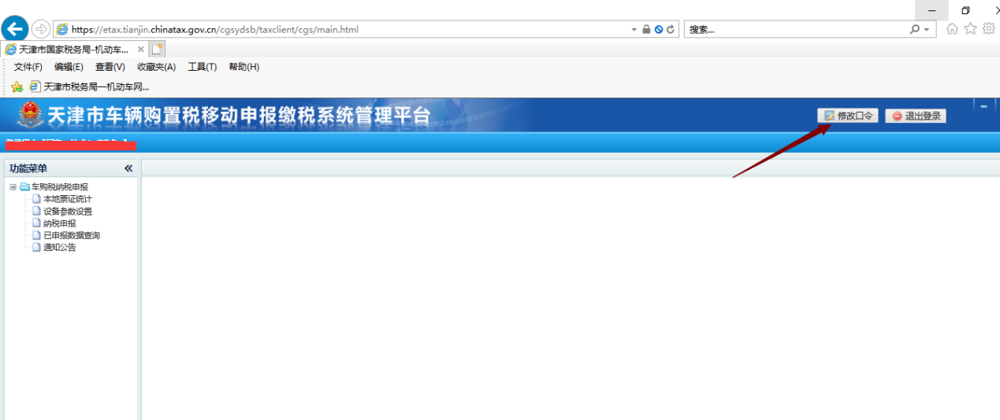 https://etax.tianjin.chinatax.gov.cn/cgsydsb/taxclient/cgs/main.html
搜索...
天津市国家税务局-机动车...
文件(F) 编辑(E) 查看(V) 收藏夹(A) 工具(T) 帮助(H)
天津市税务局一机动车网...
天津市车辆购置税移动申报缴税系统管理平台
修改口令 退出登录
功能菜单
车购税纳税申报
本地票证统计
设备参数设置
纳税申报
已申报数据查询
通知公告